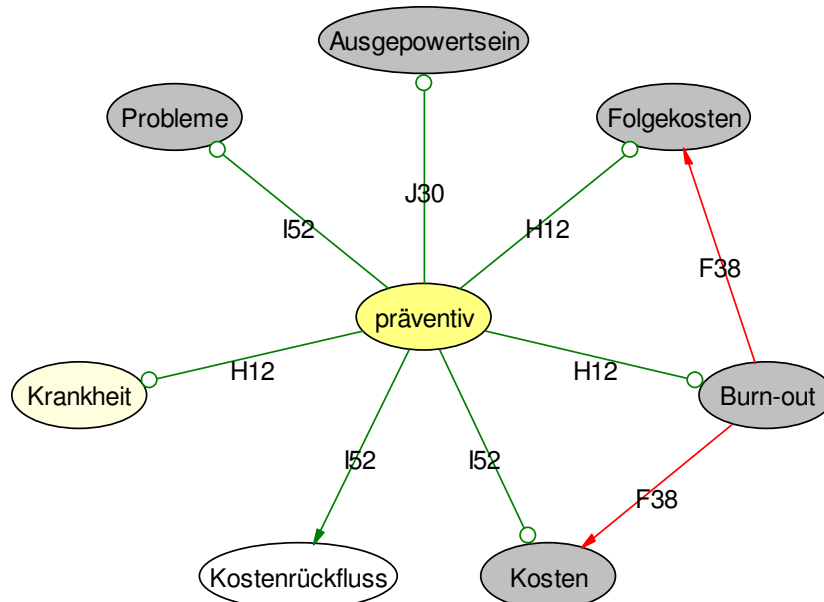 Ausgepowertsein
Probleme
Folgekosten
J30
I52
H12
F38
präventiv
H12
H12
Krankheit
Burn-out
I52
I52
F38
Kostenrückfluss
Kosten